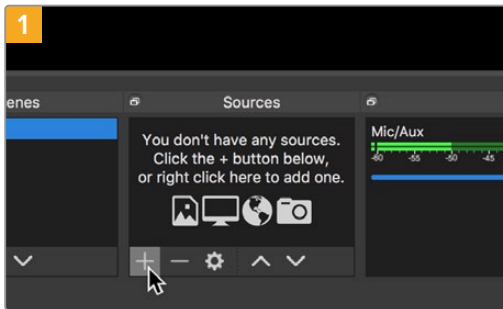 1
enes
Sources
You don't have any sources.
Click the + button below,
or right click here to add one.
Mic/Aux
-60 -55 -50 -45